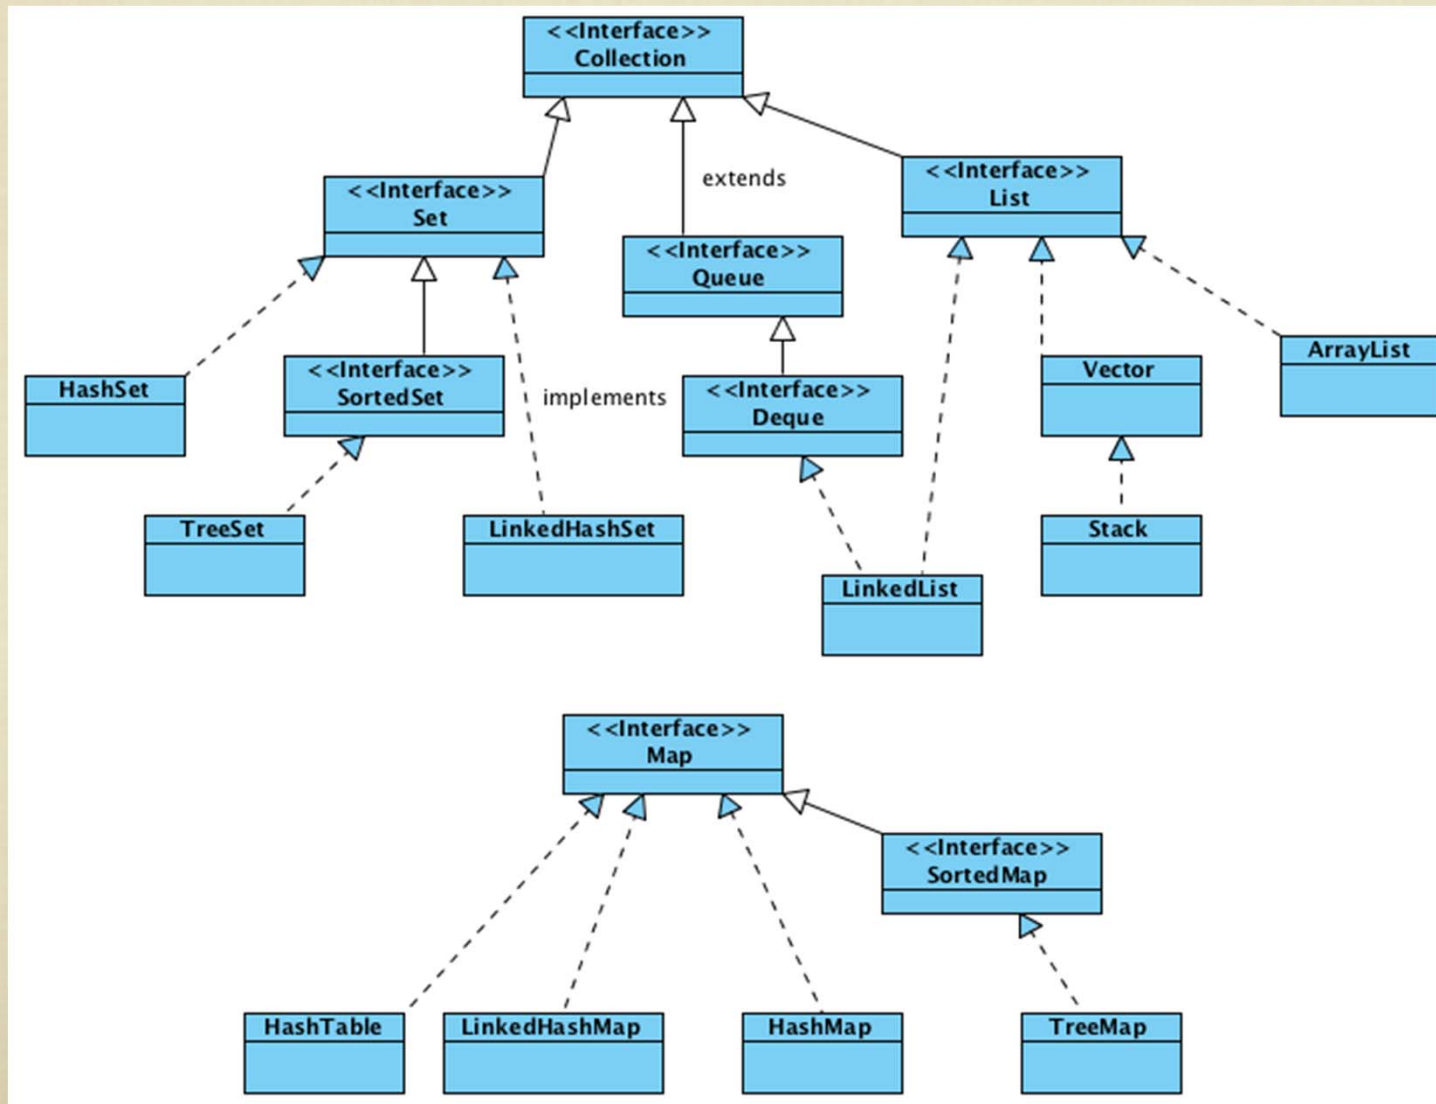 <<Interface>>
Collection
<<Interface>>
Set
extends
<<Interface>>
List
<<Interface>>
Queue
HashSet
<<Interface>>
SortedSet
implements
<<Interface>>
Deque
Vector
ArrayList
TreeSet
LinkedHashSet
LinkedList
Stack
<<Interface>>
Map
<<Interface>>
SortedMap
HashTable
LinkedHashMap
HashMap
TreeMap